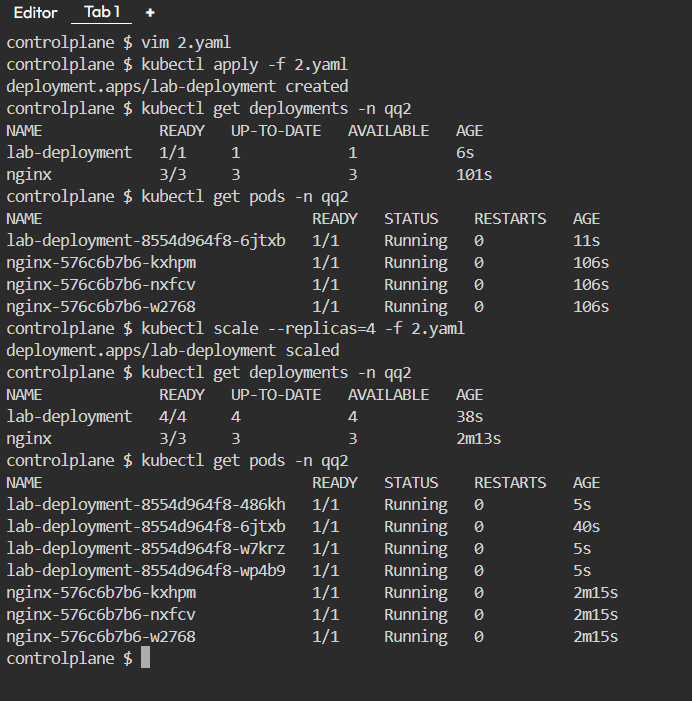 Editor Tab 1 +
controlplane $ vim 2.yaml
controlplane $ kubectl apply -f 2.yaml
deployment.apps/lab-deployment created
controlplane $ kubectl get deployments -n qq2
NAME READY UP-TO-DATE AVAILABLE AGE
lab-deployment 1/1 1 1 6s
nginx 3/3 3 3 101s
controlplane $ kubectl get pods -n qq2
NAME READY STATUS RESTARTS AGE
lab-deployment-8554d964f8-6jtxb 1/1 Running 0 11s
nginx-576c6b7b6-kxhpm 1/1 Running 0 106s
nginx-576c6b7b6-nxfcv 1/1 Running 0 106s
nginx-576c6b7b6-w2768 1/1 Running 0 106s
controlplane $ kubectl scale --replicas=4 -f 2.yaml
deployment.apps/lab-deployment scaled
controlplane $ kubectl get deployments -n qq2
NAME READY UP-TO-DATE AVAILABLE AGE
lab-deployment 4/4 4 4 38s
nginx 3/3 3 3 2m13s
controlplane $ kubectl get pods -n qq2
NAME READY STATUS RESTARTS AGE
lab-deployment-8554d964f8-486kh 1/1 Running 0 5s
lab-deployment-8554d964f8-6jtxb 1/1 Running 0 40s
lab-deployment-8554d964f8-w7krz 1/1 Running 0 5s
lab-deployment-8554d964f8-wp4b9 1/1 Running 0 5s
nginx-576c6b7b6-kxhpm 1/1 Running 0 2m15s
nginx-576c6b7b6-nxfcv 1/1 Running 0 2m15s
nginx-576c6b7b6-w2768 1/1 Running 0 2m15s
controlplane $